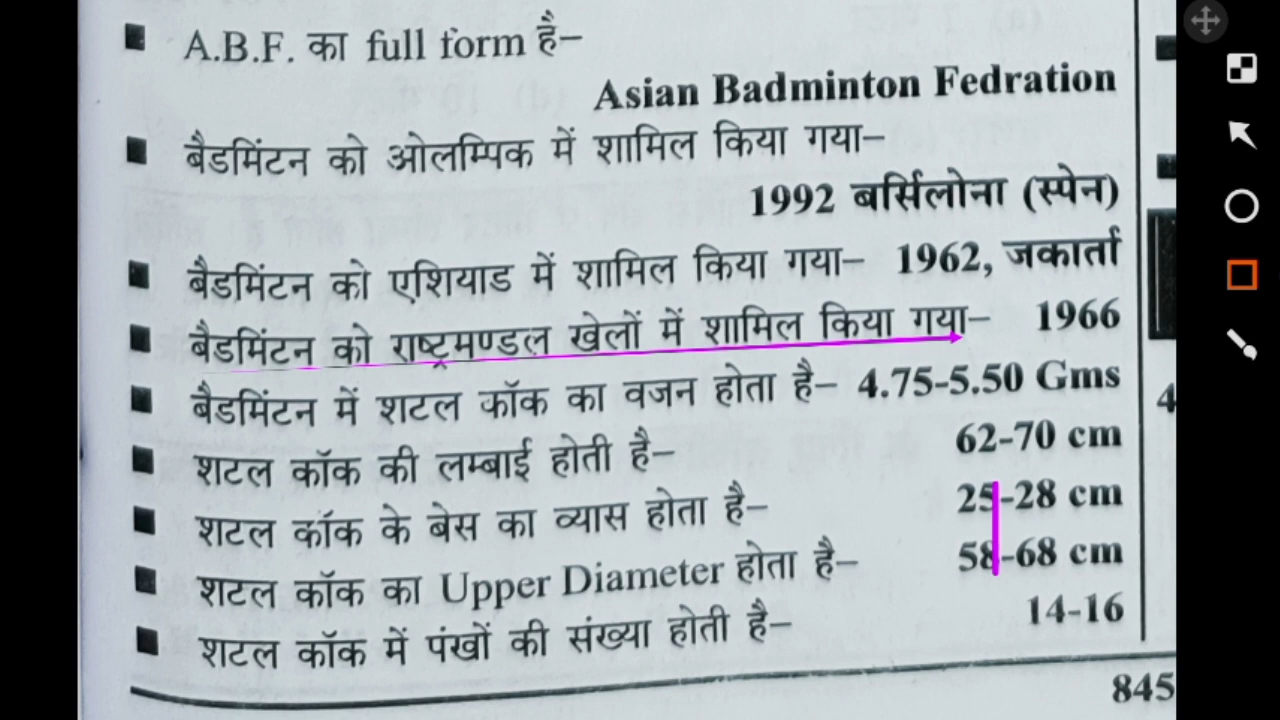 ▪ A.B.F. का full form है–
Asian Badminton Fedration
▪ बैडमिंटन को ओलम्पिक में शामिल किया गया–
1992 बर्सिलोना (स्पेन)
▪ बैडमिंटन को एशियाड में शामिल किया गया– 1962, जकार्ता
▪ बैडमिंटन को राष्ट्रमण्डल खेलों में शामिल किया गया– 1966
▪ बैडमिंटन में शटल कॉक का वजन होता है– 4.75-5.50 Gms
▪ शटल कॉक की लम्बाई होती है– 62-70 cm
▪ शटल कॉक के बेस का व्यास होता है– 25-28 cm
▪ शटल कॉक का Upper Diameter होता है– 58-68 cm
▪ शटल कॉक में पंखों की संख्या होती है– 14-16
4
845